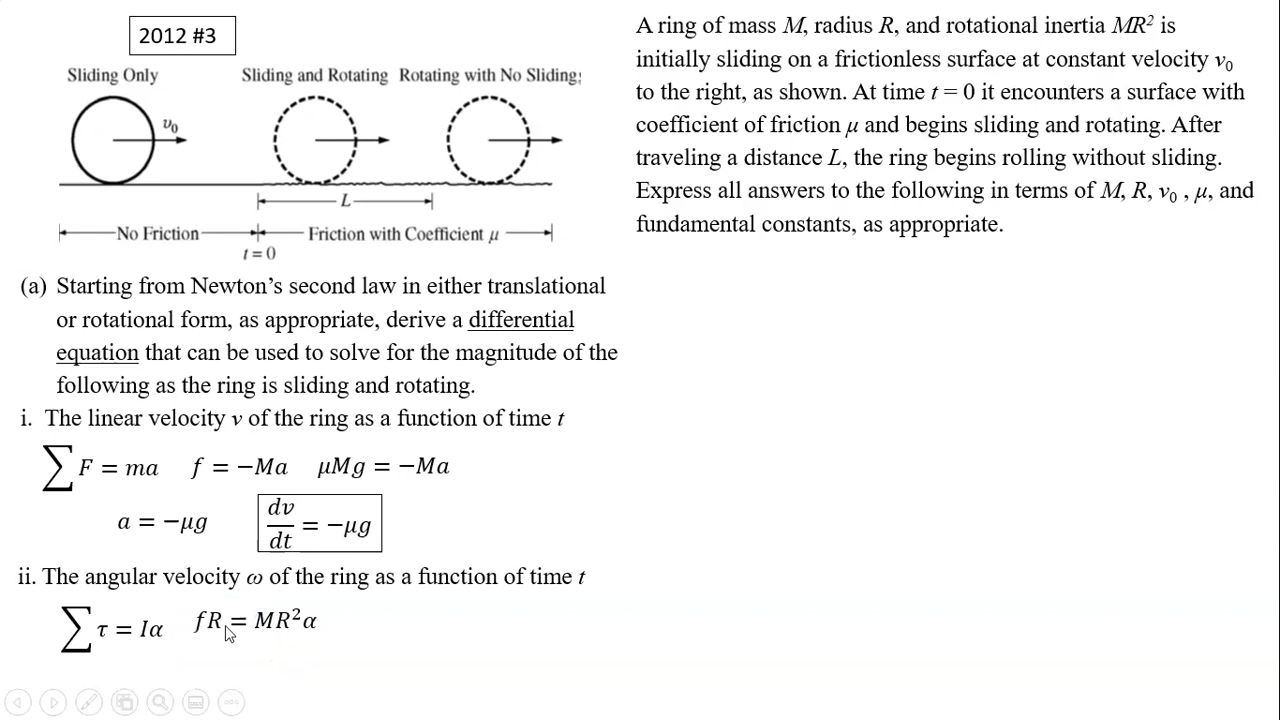 2012 #3
Sliding Only
Sliding and Rotating
Rotating with No Sliding:
υ₀
L
No Friction
Friction with Coefficient μ
t = 0
A ring of mass M, radius R, and rotational inertia MR² is
initially sliding on a frictionless surface at constant velocity v₀
to the right, as shown. At time t = 0 it encounters a surface with
coefficient of friction μ and begins sliding and rotating. After
traveling a distance L, the ring begins rolling without sliding.
Express all answers to the following in terms of M, R, v₀ , μ, and
fundamental constants, as appropriate.
(a) Starting from Newton’s second law in either translational
or rotational form, as appropriate, derive a differential
equation that can be used to solve for the magnitude of the
following as the ring is sliding and rotating.
i. The linear velocity v of the ring as a function of time t
∑ F = ma f = −Ma μMg = −Ma
a = −μg dv/dt = −μg
ii. The angular velocity ω of the ring as a function of time t
∑ τ = Iα fR = MR²α